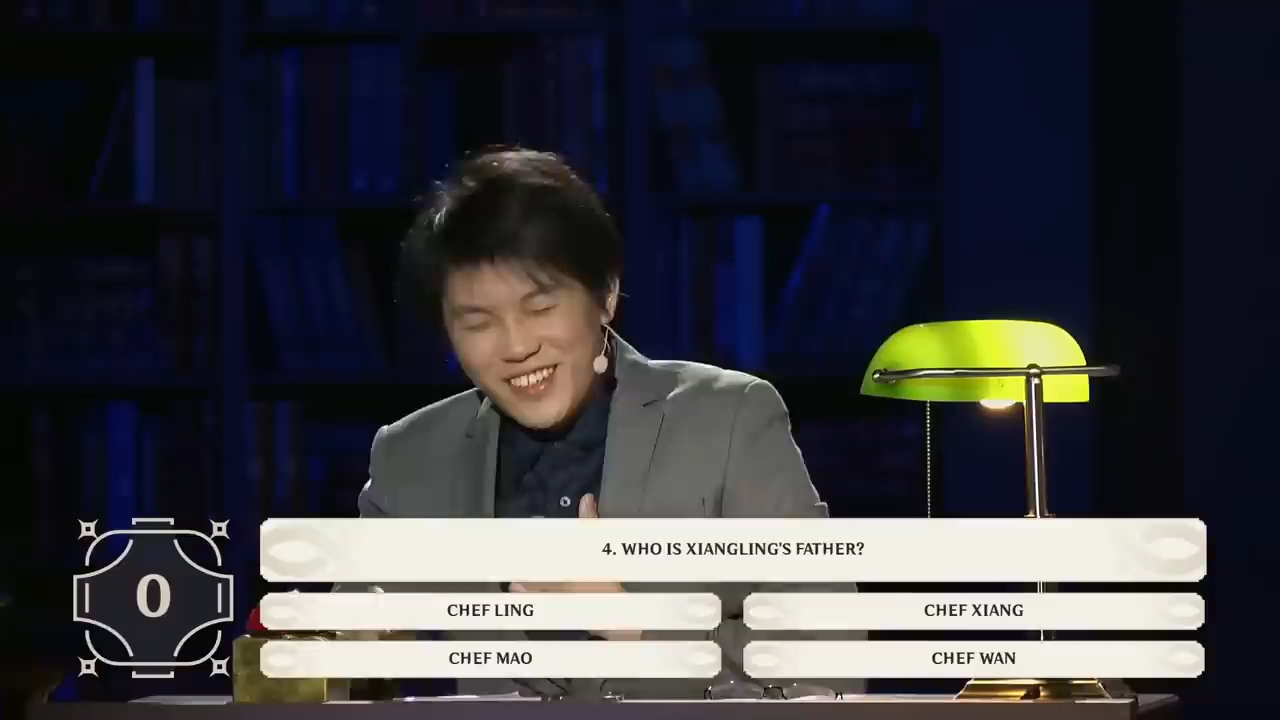 4. WHO IS XIANGLING'S FATHER?
0
CHEF LING
CHEF XIANG
CHEF MAO
CHEF WAN